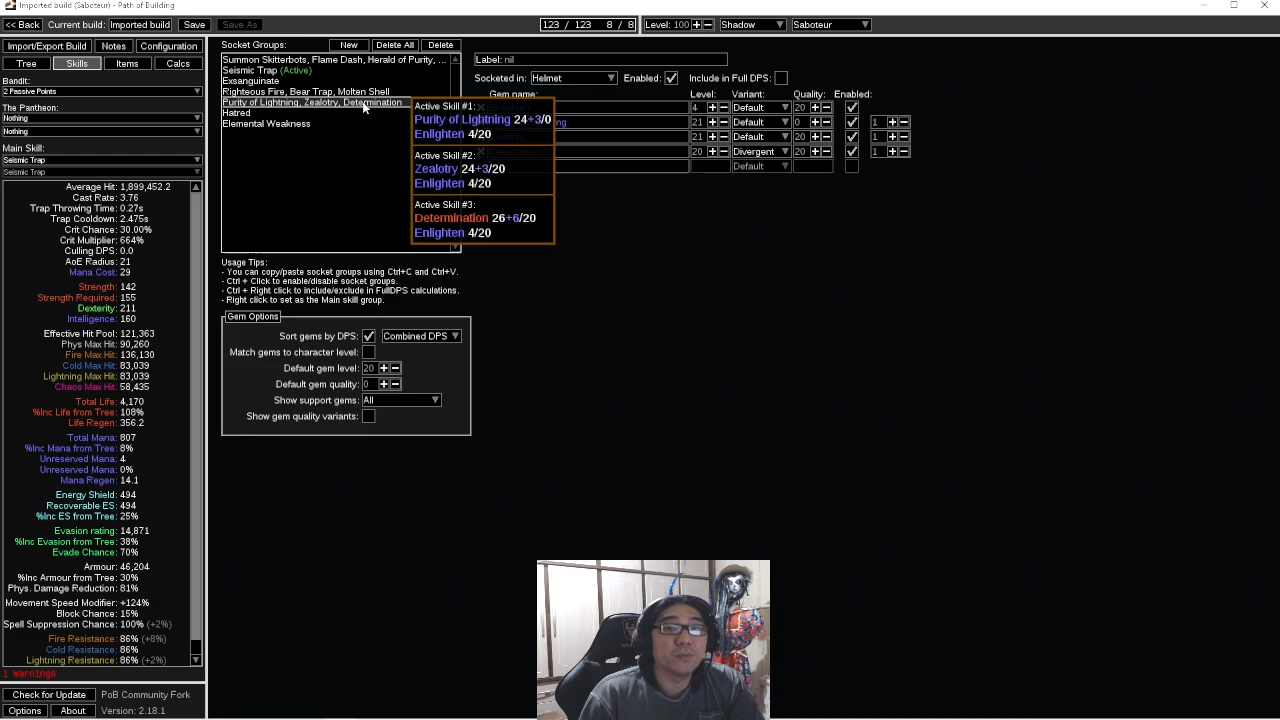 Imported build (Saboteur) - Path of Building
<< Back Current build: Imported build Save Save As 123 / 123 8 / 8 Level: 100 Shadow Saboteur
Import/Export Build Notes Configuration
Tree Skills Items Calcs
Bandit:
2 Passive Points
The Pantheon:
Nothing
Nothing
Main Skill:
Seismic Trap
Seismic Trap
Average Hit: 1,899,452.2
Cast Rate: 3.76
Trap Throwing Time: 0.27s
Trap Cooldown: 2.475s
Crit Chance: 30.00%
Crit Multiplier: 664%
Culling DPS: 0.0
AoE Radius: 21
Mana Cost: 29
Strength: 142
Strength Required: 155
Dexterity: 211
Intelligence: 160
Effective Hit Pool: 121,363
Phys Max Hit: 90,260
Fire Max Hit: 136,130
Cold Max Hit: 83,039
Lightning Max Hit: 83,039
Chaos Max Hit: 58,435
Total Life: 4,170
%Inc Life from Tree: 108%
Life Regen: 356.2
Total Mana: 807
%Inc Mana from Tree: 8%
Unreserved Mana: 4
Unreserved Mana: 0%
Mana Regen: 14.1
Energy Shield: 494
Recoverable ES: 494
%Inc ES from Tree: 25%
Evasion rating: 14,871
%Inc Evasion from Tree: 38%
Evade Chance: 70%
Armour: 46,204
%Inc Armour from Tree: 30%
Phys. Damage Reduction: 81%
Movement Speed Modifier: +124%
Block Chance: 15%
Spell Suppression Chance: 100% (+2%)
Fire Resistance: 86% (+8%)
Cold Resistance: 86%
Lightning Resistance: 86% (+2%)
1 Warnings
Check for Update PoB Community Fork
Options About Version: 2.18.1
Socket Groups: New Delete All Delete
Summon Skitterbots, Flame Dash, Herald of Purity, ...
Seismic Trap (Active)
Exsanguinate
Righteous Fire, Bear Trap, Molten Shell
Purity of Lightning, Zealotry, Determination
Hatred
Elemental Weakness
Usage Tips:
- You can copy/paste socket groups using Ctrl+C and Ctrl+V.
- Ctrl + Click to enable/disable socket groups.
- Ctrl + Right click to include/exclude in FullDPS calculations.
- Right click to set as the Main skill group.
Gem Options
Sort gems by DPS: Combined DPS
Match gems to character level:
Default gem level: 20
Default gem quality: 0
Show support gems: All
Show gem quality variants:
Label: nil
Socketed in: Helmet Enabled: Include in Full DPS:
Gem name: Level: Variant: Quality: Enabled:
4 Default 20
21 Default 0 1
21 Default 20 1
20 Divergent 20 1
Default
Active Skill #1:
Purity of Lightning 24+3/0
Enlighten 4/20
Active Skill #2:
Zealotry 24+3/20
Enlighten 4/20
Active Skill #3:
Determination 26+6/20
Enlighten 4/20